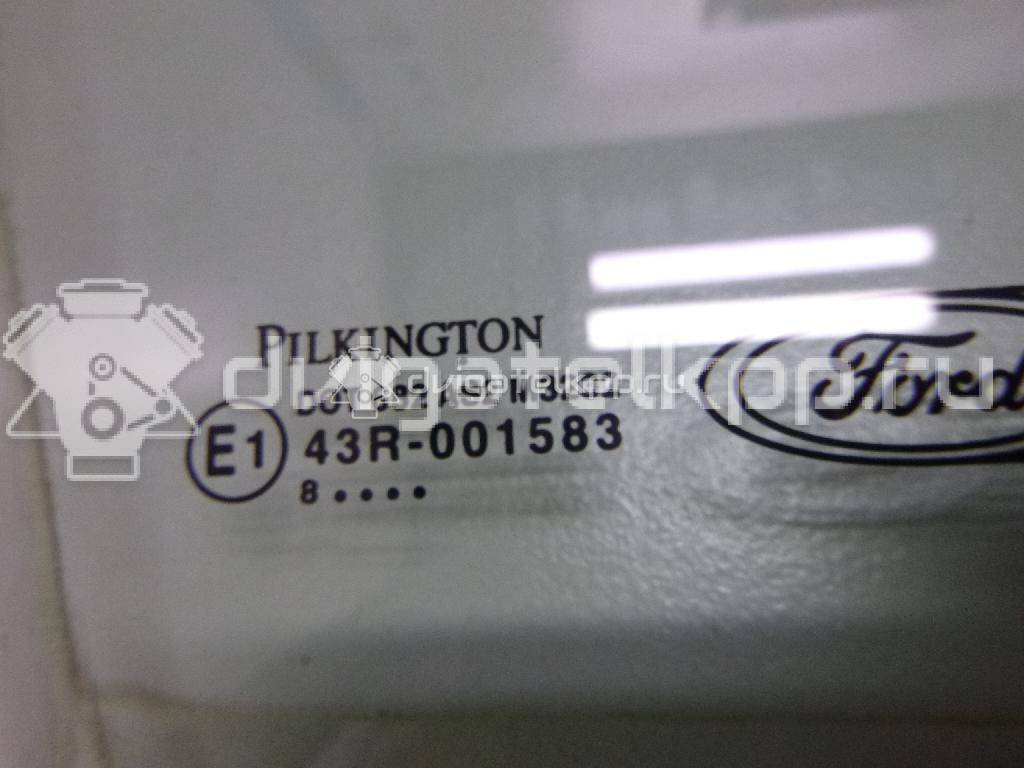 PILKINGTON
Ford
E1 43R-001583
8 ....
dvigatelkpp.ru